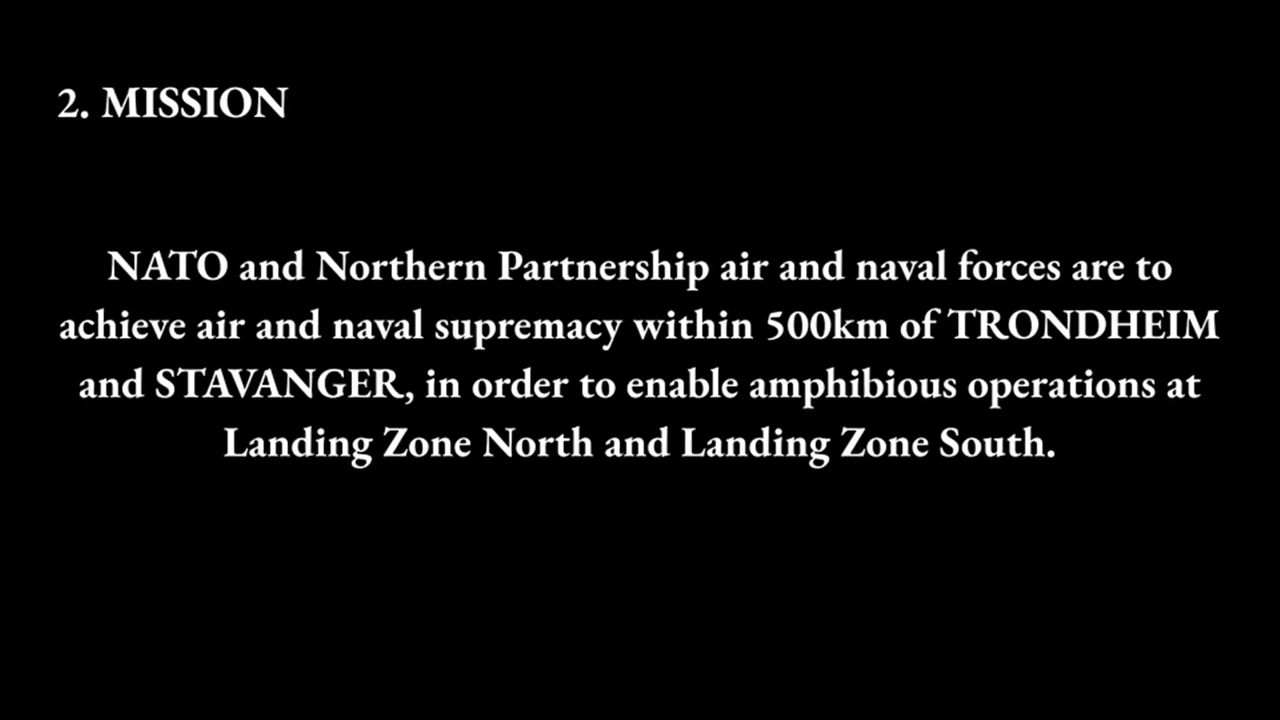 2. MISSION
NATO and Northern Partnership air and naval forces are to
achieve air and naval supremacy within 500km of TRONDHEIM
and STAVANGER, in order to enable amphibious operations at
Landing Zone North and Landing Zone South.